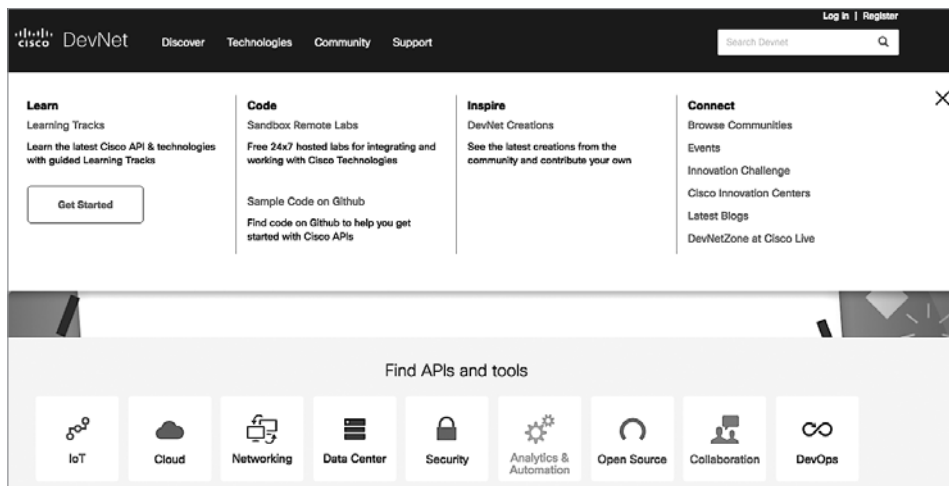 Log in | Register
cisco DevNet Discover Technologies Community Support Search Devnet
Learn
Learning Tracks
Learn the latest Cisco API & technologies
with guided Learning Tracks
Get Started
Code
Sandbox Remote Labs
Free 24x7 hosted labs for integrating and
working with Cisco Technologies
Sample Code on Github
Find code on Github to help you get
started with Cisco APIs
Inspire
DevNet Creations
See the latest creations from the
community and contribute your own
Connect
Browse Communities
Events
Innovation Challenge
Cisco Innovation Centers
Latest Blogs
DevNetZone at Cisco Live
Find APIs and tools
IoT
Cloud
Networking
Data Center
Security
Analytics &
Automation
Open Source
Collaboration
DevOps